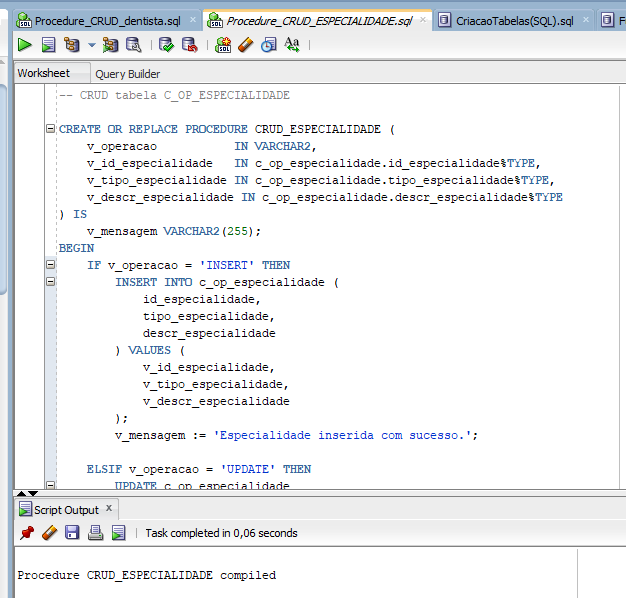 Procedure_CRUD_dentista.sql
Procedure_CRUD_ESPECIALIDADE.sql
CriacaoTabelas(SQL).sql
F
Worksheet
Query Builder
-- CRUD tabela C_OP_ESPECIALIDADE
CREATE OR REPLACE PROCEDURE CRUD_ESPECIALIDADE (
v_operacao IN VARCHAR2,
v_id_especialidade IN c_op_especialidade.id_especialidade%TYPE,
v_tipo_especialidade IN c_op_especialidade.tipo_especialidade%TYPE,
v_descr_especialidade IN c_op_especialidade.descr_especialidade%TYPE
) IS
v_mensagem VARCHAR2(255);
BEGIN
IF v_operacao = 'INSERT' THEN
INSERT INTO c_op_especialidade (
id_especialidade,
tipo_especialidade,
descr_especialidade
) VALUES (
v_id_especialidade,
v_tipo_especialidade,
v_descr_especialidade
);
v_mensagem := 'Especialidade inserida com sucesso.';
ELSIF v_operacao = 'UPDATE' THEN
UPDATE c_op_especialidade
Script Output
Task completed in 0,06 seconds
Procedure CRUD_ESPECIALIDADE compiled